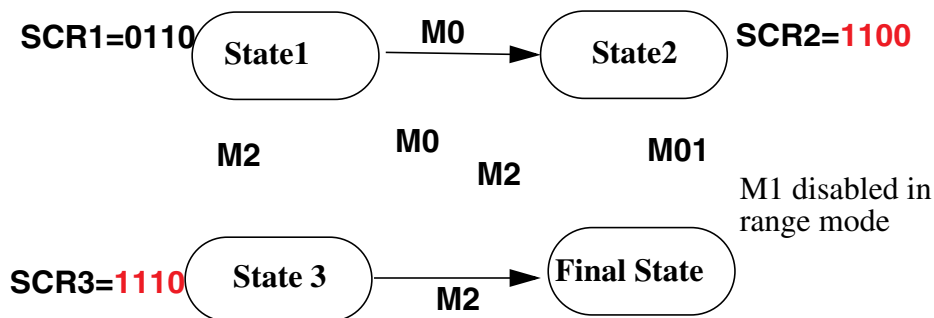 SCR1=0110
State1
M0
State2
SCR2=1100
M2
M0
M2
M01
M1 disabled in
range mode
SCR3=1110
State 3
M2
Final State